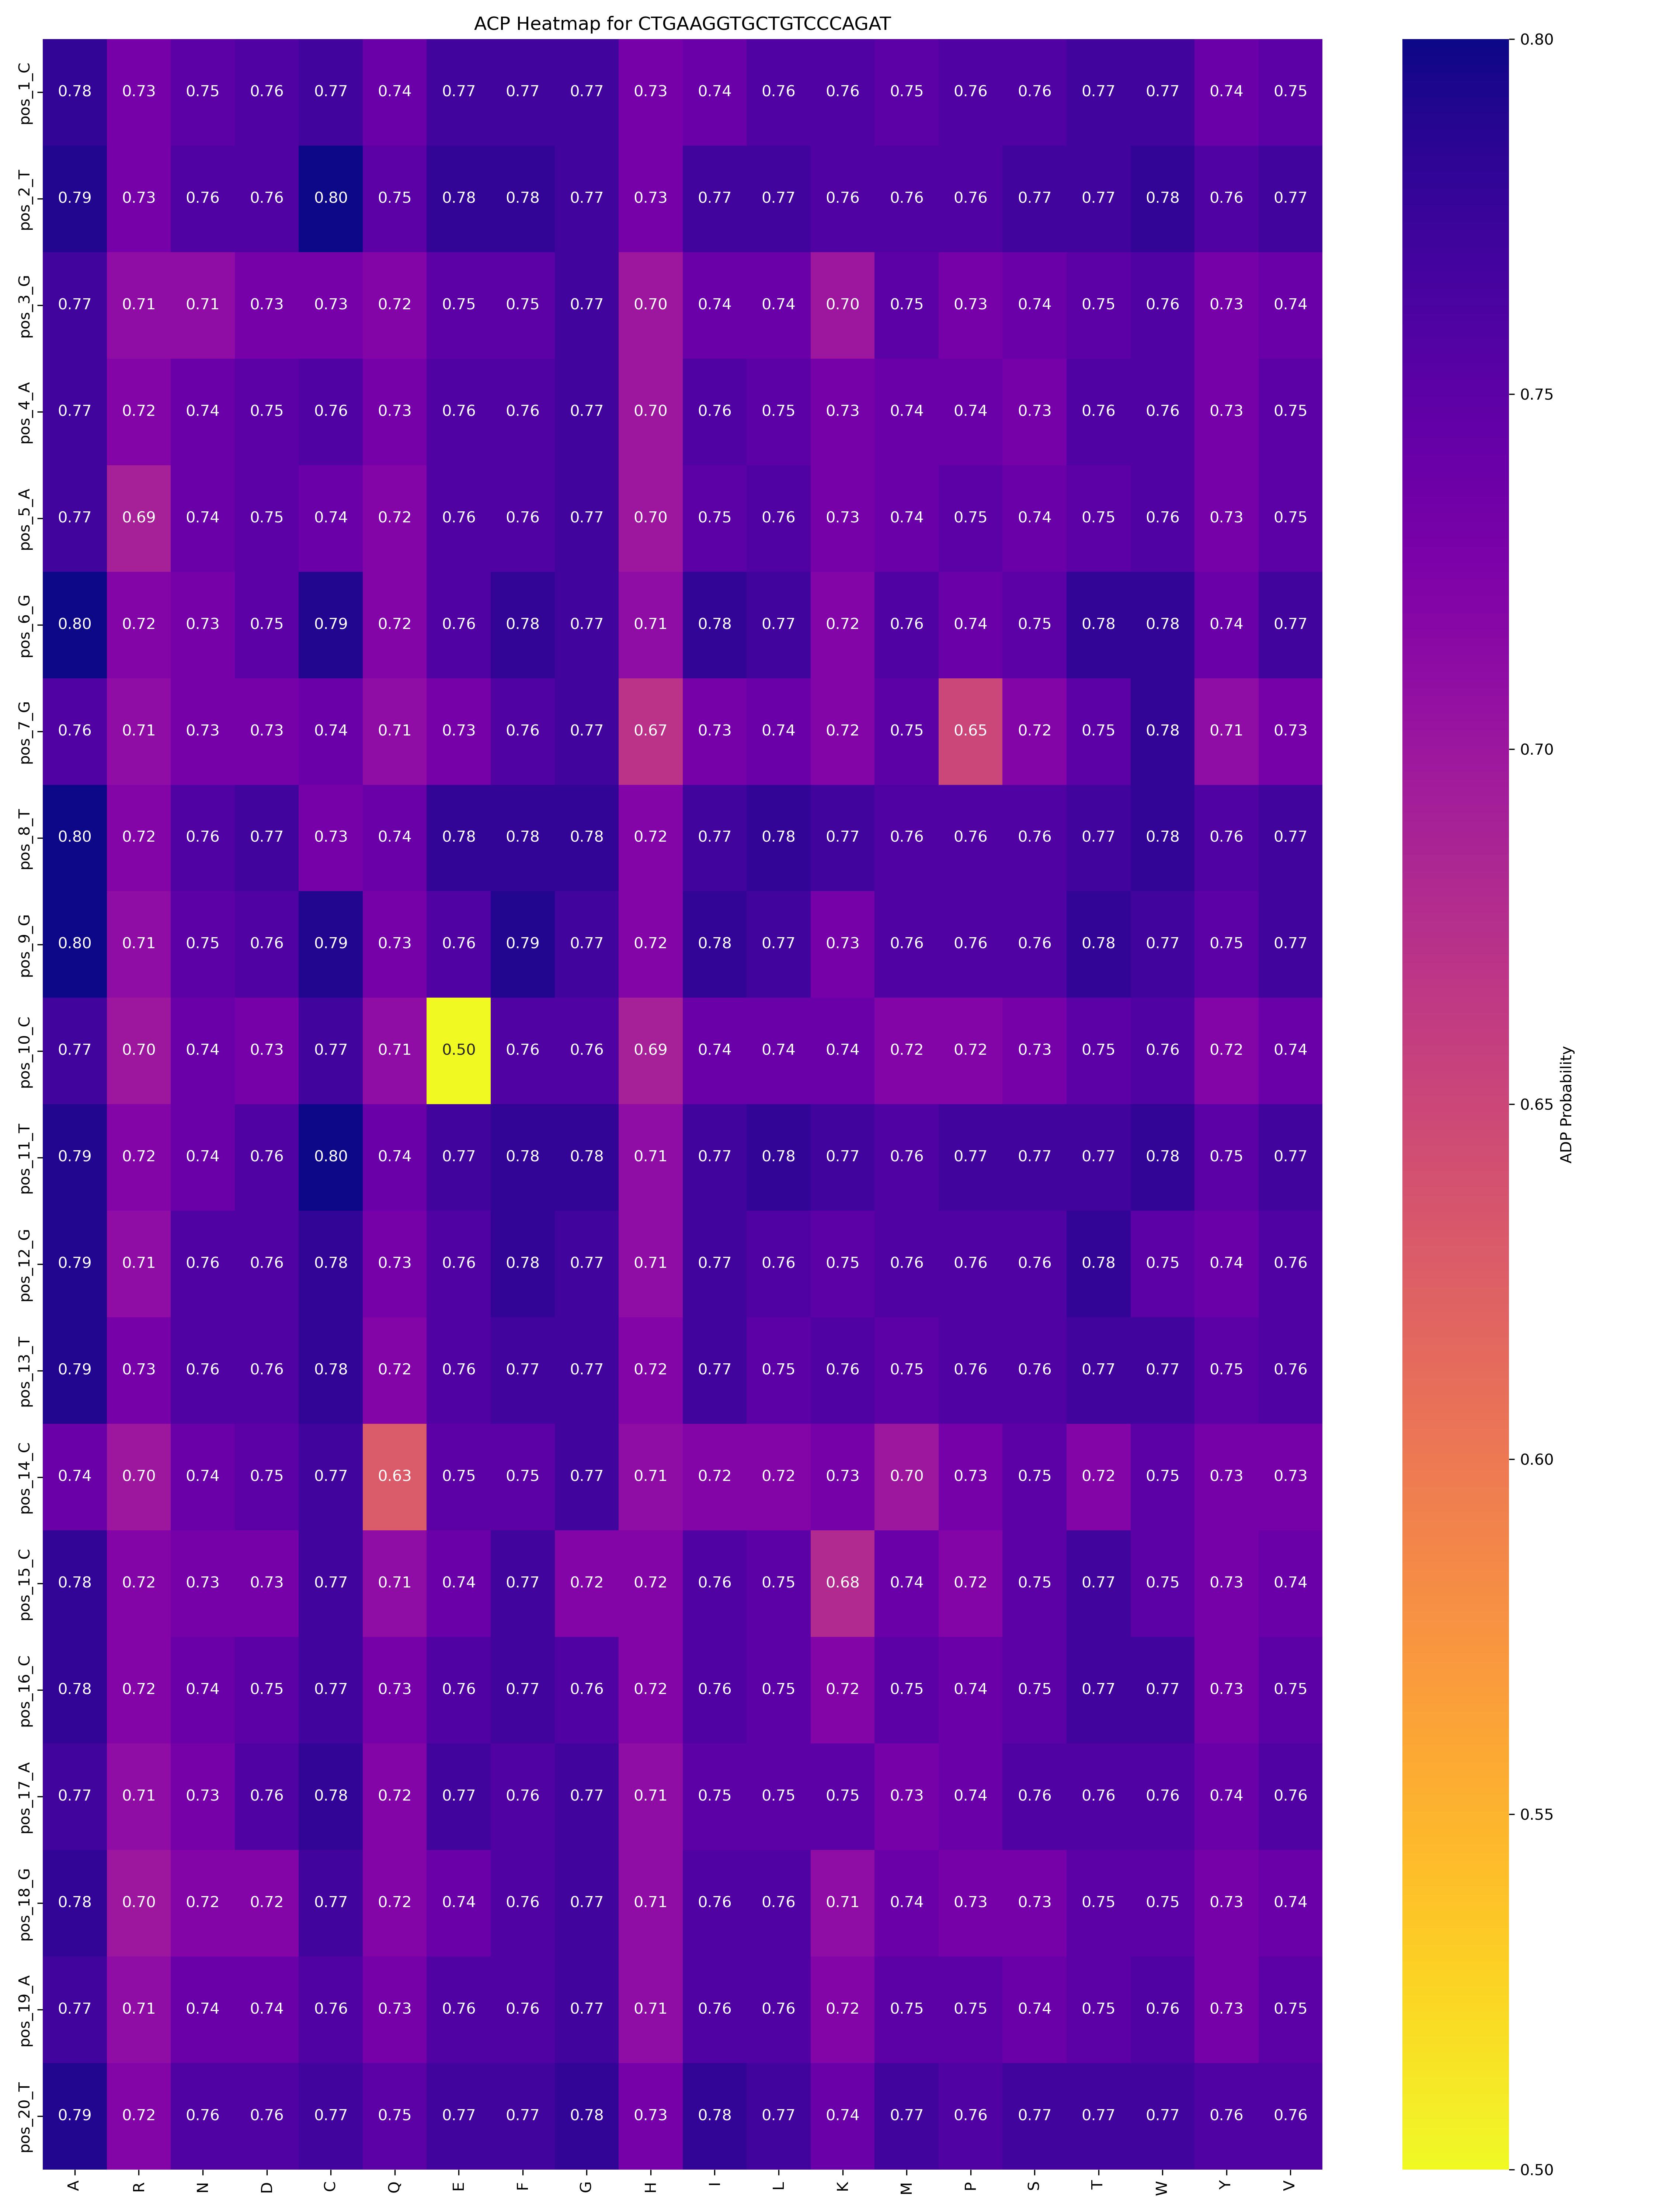 ACP Heatmap for CTGAAGGTGCTGTCCCAGAT
pos_1_C 0.78 0.73 0.75 0.76 0.77 0.74 0.77 0.77 0.77 0.73 0.74 0.76 0.76 0.75 0.76 0.76 0.77 0.77 0.74 0.75
pos_2_T 0.79 0.73 0.76 0.76 0.80 0.75 0.78 0.78 0.77 0.73 0.77 0.77 0.76 0.76 0.76 0.77 0.77 0.78 0.76 0.77
pos_3_G 0.77 0.71 0.71 0.73 0.73 0.72 0.75 0.75 0.77 0.70 0.74 0.74 0.70 0.75 0.73 0.74 0.75 0.76 0.73 0.74
pos_4_A 0.77 0.72 0.74 0.75 0.76 0.73 0.76 0.76 0.77 0.70 0.76 0.75 0.73 0.74 0.74 0.73 0.76 0.76 0.73 0.75
pos_5_A 0.77 0.69 0.74 0.75 0.74 0.72 0.76 0.76 0.77 0.70 0.75 0.76 0.73 0.74 0.75 0.74 0.75 0.76 0.73 0.75
pos_6_G 0.80 0.72 0.73 0.75 0.79 0.72 0.76 0.78 0.77 0.71 0.78 0.77 0.72 0.76 0.74 0.75 0.78 0.78 0.74 0.77
pos_7_G 0.76 0.71 0.73 0.73 0.74 0.71 0.73 0.76 0.77 0.67 0.73 0.74 0.72 0.75 0.65 0.72 0.75 0.78 0.71 0.73
pos_8_T 0.80 0.72 0.76 0.77 0.73 0.74 0.78 0.78 0.78 0.72 0.77 0.78 0.77 0.76 0.76 0.76 0.77 0.78 0.76 0.77
pos_9_G 0.80 0.71 0.75 0.76 0.79 0.73 0.76 0.79 0.77 0.72 0.78 0.77 0.73 0.76 0.76 0.76 0.78 0.77 0.75 0.77
pos_10_C 0.77 0.70 0.74 0.73 0.77 0.71 0.50 0.76 0.76 0.69 0.74 0.74 0.74 0.72 0.72 0.73 0.75 0.76 0.72 0.74
pos_11_T 0.79 0.72 0.74 0.76 0.80 0.74 0.77 0.78 0.78 0.71 0.77 0.78 0.77 0.76 0.77 0.77 0.77 0.78 0.75 0.77
pos_12_G 0.79 0.71 0.76 0.76 0.78 0.73 0.76 0.78 0.77 0.71 0.77 0.76 0.75 0.76 0.76 0.76 0.78 0.75 0.74 0.76
pos_13_T 0.79 0.73 0.76 0.76 0.78 0.72 0.76 0.77 0.77 0.72 0.77 0.75 0.76 0.75 0.76 0.76 0.77 0.77 0.75 0.76
pos_14_C 0.74 0.70 0.74 0.75 0.77 0.63 0.75 0.75 0.77 0.71 0.72 0.72 0.73 0.70 0.73 0.75 0.72 0.75 0.73 0.73
pos_15_C 0.78 0.72 0.73 0.73 0.77 0.71 0.74 0.77 0.72 0.72 0.76 0.75 0.68 0.74 0.72 0.75 0.77 0.75 0.73 0.74
pos_16_C 0.78 0.72 0.74 0.75 0.77 0.73 0.76 0.77 0.76 0.72 0.76 0.75 0.72 0.75 0.74 0.75 0.77 0.77 0.73 0.75
pos_17_A 0.77 0.71 0.73 0.76 0.78 0.72 0.77 0.76 0.77 0.71 0.75 0.75 0.75 0.73 0.74 0.76 0.76 0.76 0.74 0.76
pos_18_G 0.78 0.70 0.72 0.72 0.77 0.72 0.74 0.76 0.77 0.71 0.76 0.76 0.71 0.74 0.73 0.73 0.75 0.75 0.73 0.74
pos_19_A 0.77 0.71 0.74 0.74 0.76 0.73 0.76 0.76 0.77 0.71 0.76 0.76 0.72 0.75 0.75 0.74 0.75 0.76 0.73 0.75
pos_20_T 0.79 0.72 0.76 0.76 0.77 0.75 0.77 0.77 0.78 0.73 0.78 0.77 0.74 0.77 0.76 0.77 0.77 0.77 0.76 0.76
A R N D C Q E F G H I L K M P S T W Y V
0.80
0.75
0.70
0.65
0.60
0.55
0.50
ADP Probability